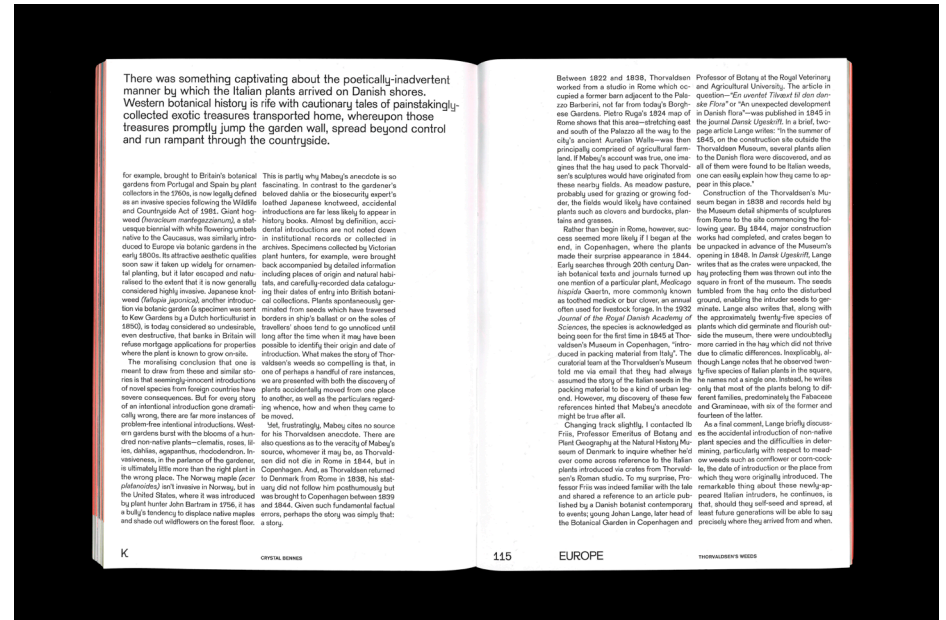 There was something captivating about the poetically-inadvertent
manner by which the Italian plants arrived on Danish shores.
Western botanical history is rife with cautionary tales of painstakingly-
collected exotic treasures transported home, whereupon those
treasures promptly jump the garden wall, spread beyond control
and run rampant through the countryside.
for example, brought to Britain's botanical
gardens from Portugal and Spain by plant
collectors in the 1760s, is now legally defined
as an invasive species following the Wildlife
and Countryside Act of 1981. Giant hog-
weed (heracleum mantegezzianum), a stat-
uesque biennial with white flowering umbels
native to the Caucasus, was similarly intro-
duced to Europe via botanic gardens in the
early 1800s. Its attractive aesthetic qualities
soon saw it taken up widely for ornamen-
tal planting, but it later escaped and natu-
ralised to the extent that it is now generally
considered highly invasive. Japanese knot-
weed (fallopia japonica), another introduc-
tion via botanic garden (a specimen was sent
to Kew Gardens by a Dutch horticulturist in
1850), is today considered so undesirable,
even destructive, that banks in Britain will
refuse mortgage applications for properties
where the plant is known to grow on-site.
The moralising conclusion that one is
meant to draw from these and similar sto-
ries is that seemingly-innocent introductions
of novel species from foreign countries have
severe consequences. But for every story
of an intentional introduction gone dramati-
cally wrong, there are far more instances of
problem-free intentional introductions. West-
ern gardens burst with the blooms of a hun-
dred non-native plants—clematis, roses, lil-
ies, dahlias, agapanthus, rhododendron. In-
vasiveness, in the parlance of the gardener,
is ultimately little more than the right plant in
the wrong place. The Norway maple (acer
platanoides) isn't invasive in Norway, but in
the United States, where it was introduced
by plant hunter John Bartram in 1756, it has
a bully's tendency to displace native maples
and shade out wildflowers on the forest floor.
This is partly why Mabey's anecdote is so
fascinating. In contrast to the gardener's
beloved dahlia or the biosecurity expert's
loathed Japanese knotweed, accidental
introductions are far less likely to appear in
history books. Almost by definition, acci-
dental introductions are not noted down
in institutional records or collected in
archives. Specimens collected by Victorian
plant hunters, for example, were brought
back accompanied by detailed information
including places of origin and natural habi-
tats, and carefully-recorded data catalogu-
ing their dates of entry into British botani-
cal collections. Plants spontaneously ger-
minated from seeds which have traversed
borders in ship's ballast or on the soles of
travellers' shoes tend to go unnoticed until
long after the time when it may have been
possible to identify their origin and date of
introduction. What makes the story of Thor-
valdsen's weeds so compelling is that, in
one of perhaps a handful of rare instances,
we are presented with both the discovery of
plants accidentally moved from one place
to another, as well as the particulars regard-
ing whence, how and when they came to
be moved.
Yet, frustratingly, Mabey cites no source
for his Thorvaldsen anecdote. There are
also questions as to the veracity of Mabey's
source, whomever it may be, as Thorvald-
sen did not die in Rome in 1844, but in
Copenhagen. And, as Thorvaldsen returned
to Denmark from Rome in 1838, his stat-
uary did not follow him posthumously but
was brought to Copenhagen between 1839
and 1844. Given such fundamental factual
errors, perhaps the story was simply that:
a story.
K
CRYSTAL BENNES
Between 1822 and 1838, Thorvaldsen
worked from a studio in Rome which oc-
cupied a former barn adjacent to the Pala-
zzo Barberini, not far from today's Borgh-
ese Gardens. Pietro Ruga's 1824 map of
Rome shows that this area—stretching east
and south of the Palazzo all the way to the
city's ancient Aurelian Walls—was then
principally comprised of agricultural farm-
land. If Mabey's account was true, one ima-
gines that the hay used to pack Thorvald-
sen's sculptures would have originated from
these nearby fields. As meadow pasture,
probably used for grazing or growing fod-
der, the fields would likely have contained
plants such as clovers and burdocks, plan-
tains and grasses.
Rather than begin in Rome, however, suc-
cess seemed more likely if I began at the
end, in Copenhagen, where the plants
made their surprise appearance in 1844.
Early searches through 20th century Dan-
ish botanical texts and journals turned up
one mention of a particular plant, Medicago
hispida Gaertn, more commonly known
as toothed medick or bur clover, an annual
often used for livestock forage. In the 1932
Journal of the Royal Danish Academy of
Sciences, the species is acknowledged as
being seen for the first time in 1845 at Thor-
valdsen's Museum in Copenhagen, "intro-
duced in packing material from Italy". The
curatorial team at the Thorvaldsen's Museum
told me via email that they had always
assumed the story of the Italian seeds in the
packing material to be a kind of urban leg-
end. However, my discovery of these few
references hinted that Mabey's anecdote
might be true after all.
Changing track slightly, I contacted Ib
Friis, Professor Emeritus of Botany and
Plant Geography at the Natural History Mu-
seum of Denmark to inquire whether he'd
ever come across reference to the Italian
plants introduced via crates from Thorvald-
sen's Roman studio. To my surprise, Pro-
fessor Friis was indeed familiar with the tale
and shared a reference to an article pub-
lished by a Danish botanist contemporary
to events; young Johan Lange, later head of
the Botanical Garden in Copenhagen and
Professor of Botany at the Royal Veterinary
and Agricultural University. The article in
question—"En uventet Tilvæxt til den dan-
ske Flora" or "An unexpected development
in Danish flora"—was published in 1845 in
the journal Dansk Ugeskrift. In a brief, two-
page article Lange writes: "In the summer of
1845, on the construction site outside the
Thorvaldsen Museum, several plants alien
to the Danish flora were discovered, and as
all of them were found to be Italian weeds,
one can easily explain how they came to ap-
pear in this place."
Construction of the Thorvaldsen's Mu-
seum began in 1838 and records held by
the Museum detail shipments of sculptures
from Rome to the site commencing the fol-
lowing year. By 1844, major construction
works had completed, and crates began to
be unpacked in advance of the Museum's
opening in 1848. In Dansk Ugeskrift, Lange
writes that as the crates were unpacked, the
hay protecting them was thrown out into the
square in front of the museum. The seeds
tumbled from the hay onto the disturbed
ground, enabling the intruder seeds to ger-
minate. Lange also writes that, along with
the approximately twenty-five species of
plants which did germinate and flourish out-
side the museum, there were undoubtedly
more carried in the hay which did not thrive
due to climatic differences. Inexplicably, al-
though Lange notes that he observed twen-
ty-five species of Italian plants in the square,
he names not a single one. Instead, he writes
only that most of the plants belong to dif-
ferent families, predominately the Fabaceae
and Gramineae, with six of the former and
fourteen of the latter.
As a final comment, Lange briefly discuss-
es the accidental introduction of non-native
plant species and the difficulties in deter-
mining, particularly with respect to mead-
ow weeds such as cornflower or corn-cock-
le, the date of introduction or the place from
which they were originally introduced. The
remarkable thing about these newly-ap-
peared Italian intruders, he continues, is
that, should they self-seed and spread, at
least future generations will be able to say
precisely where they arrived from and when.
115
EUROPE
THORVALDSEN'S WEEDS